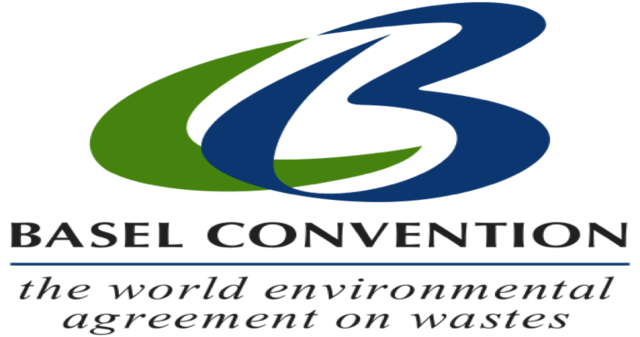 BASEL CONVENTION
the world environmental
agreement on wastes